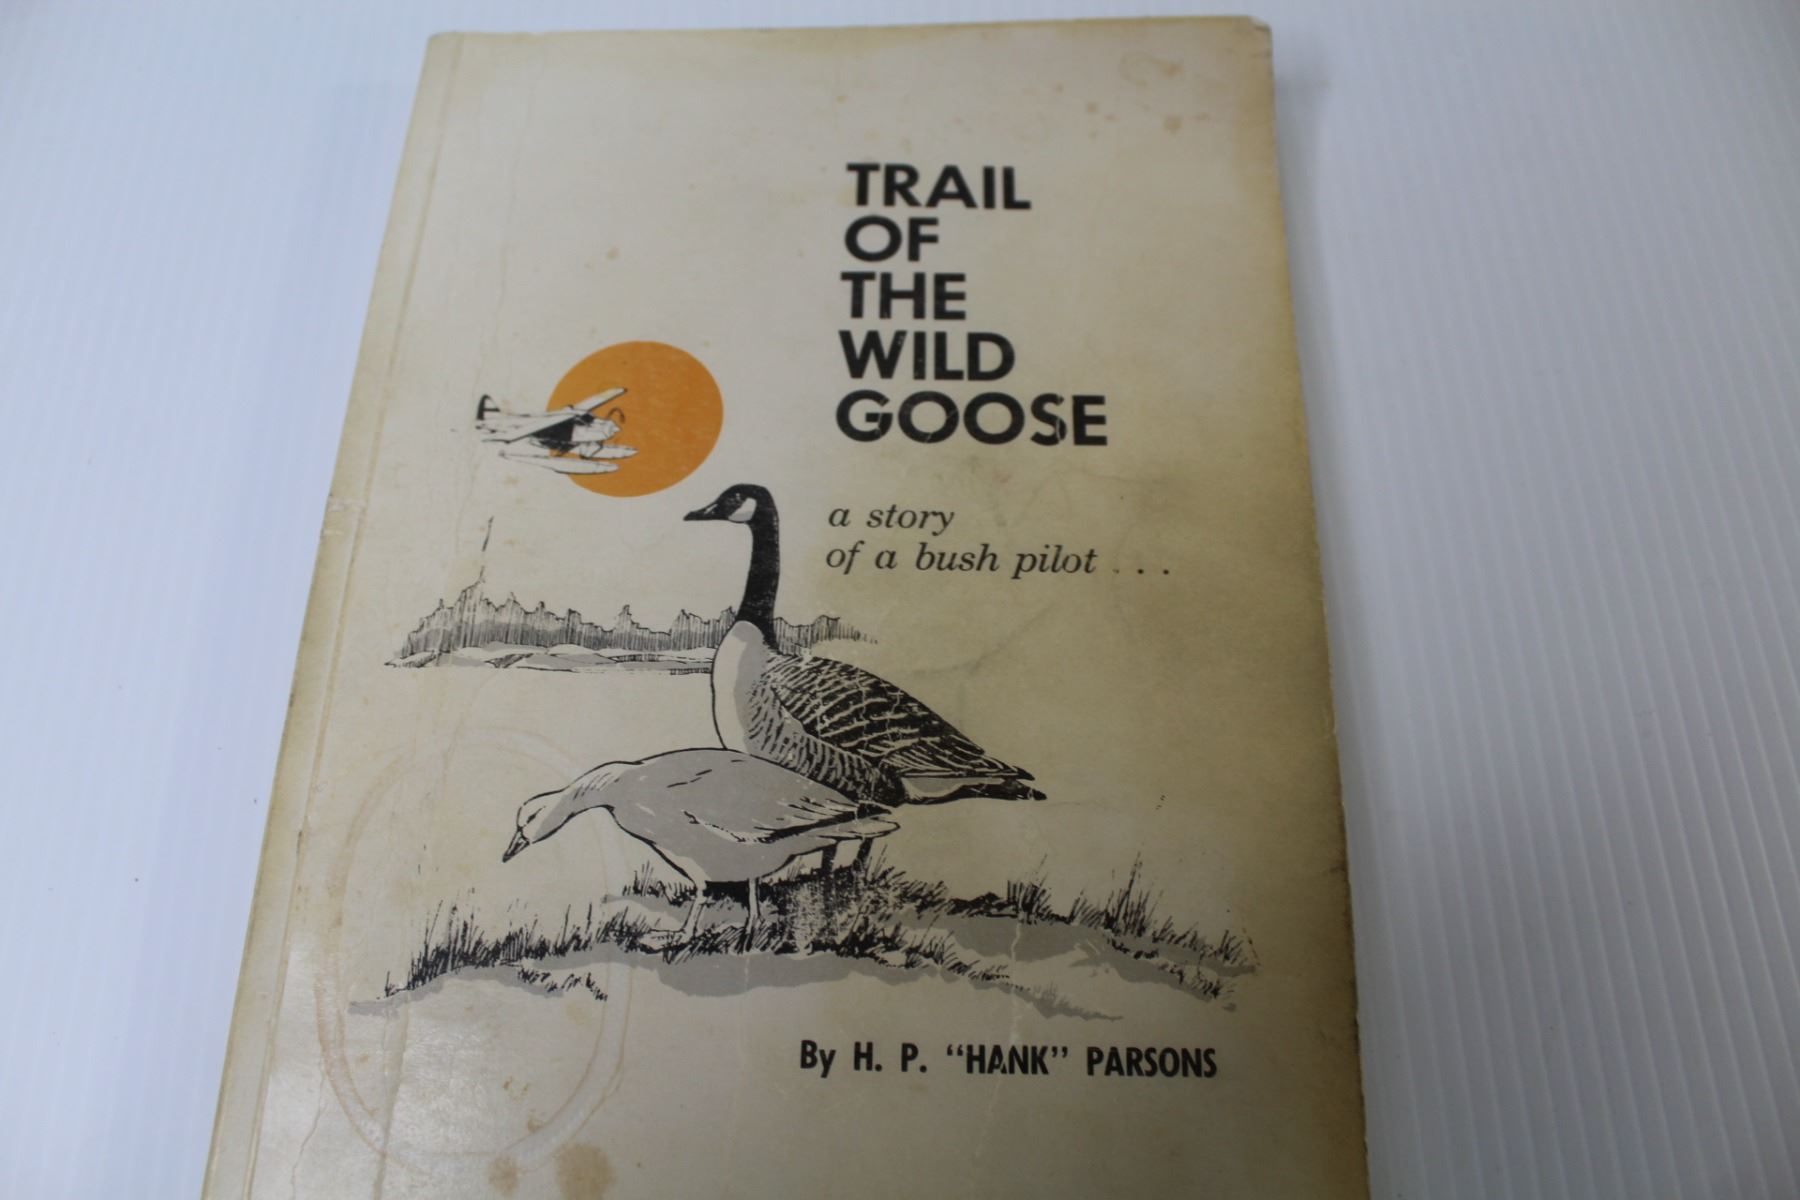 TRAIL
OF
THE
WILD
GOOSE
a story
of a bush pilot . . .
By H. P. “HANK” PARSONS